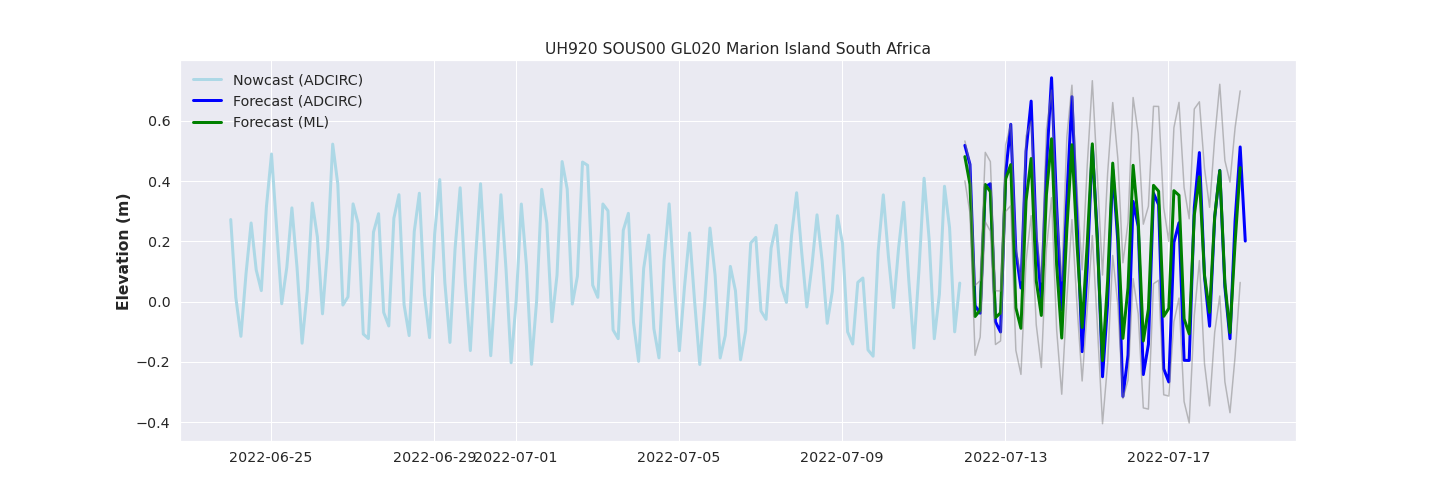 UH920 SOUS00 GL020 Marion Island South Africa
Nowcast (ADCIRC)
Forecast (ADCIRC)
Forecast (ML)
Elevation (m)
0.6
0.4
0.2
0.0
−0.2
−0.4
2022-06-25
2022-06-29
2022-07-01
2022-07-05
2022-07-09
2022-07-13
2022-07-17